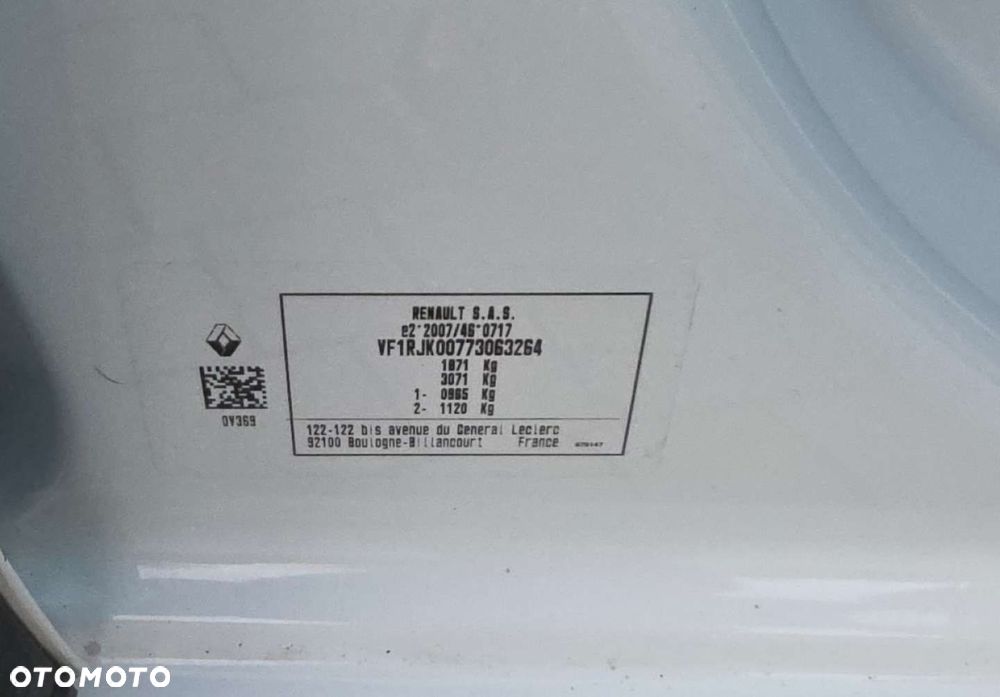 RENAULT S.A.S.
e2*2007/46*0717
VF1RJK00773063264
1871 Kg
3071 Kg
1- 0965 Kg
2- 1120 Kg
0V369
122-122 bis avenue du General Leclerc
92100 Boulogne-Billancourt France
OTOMOTO